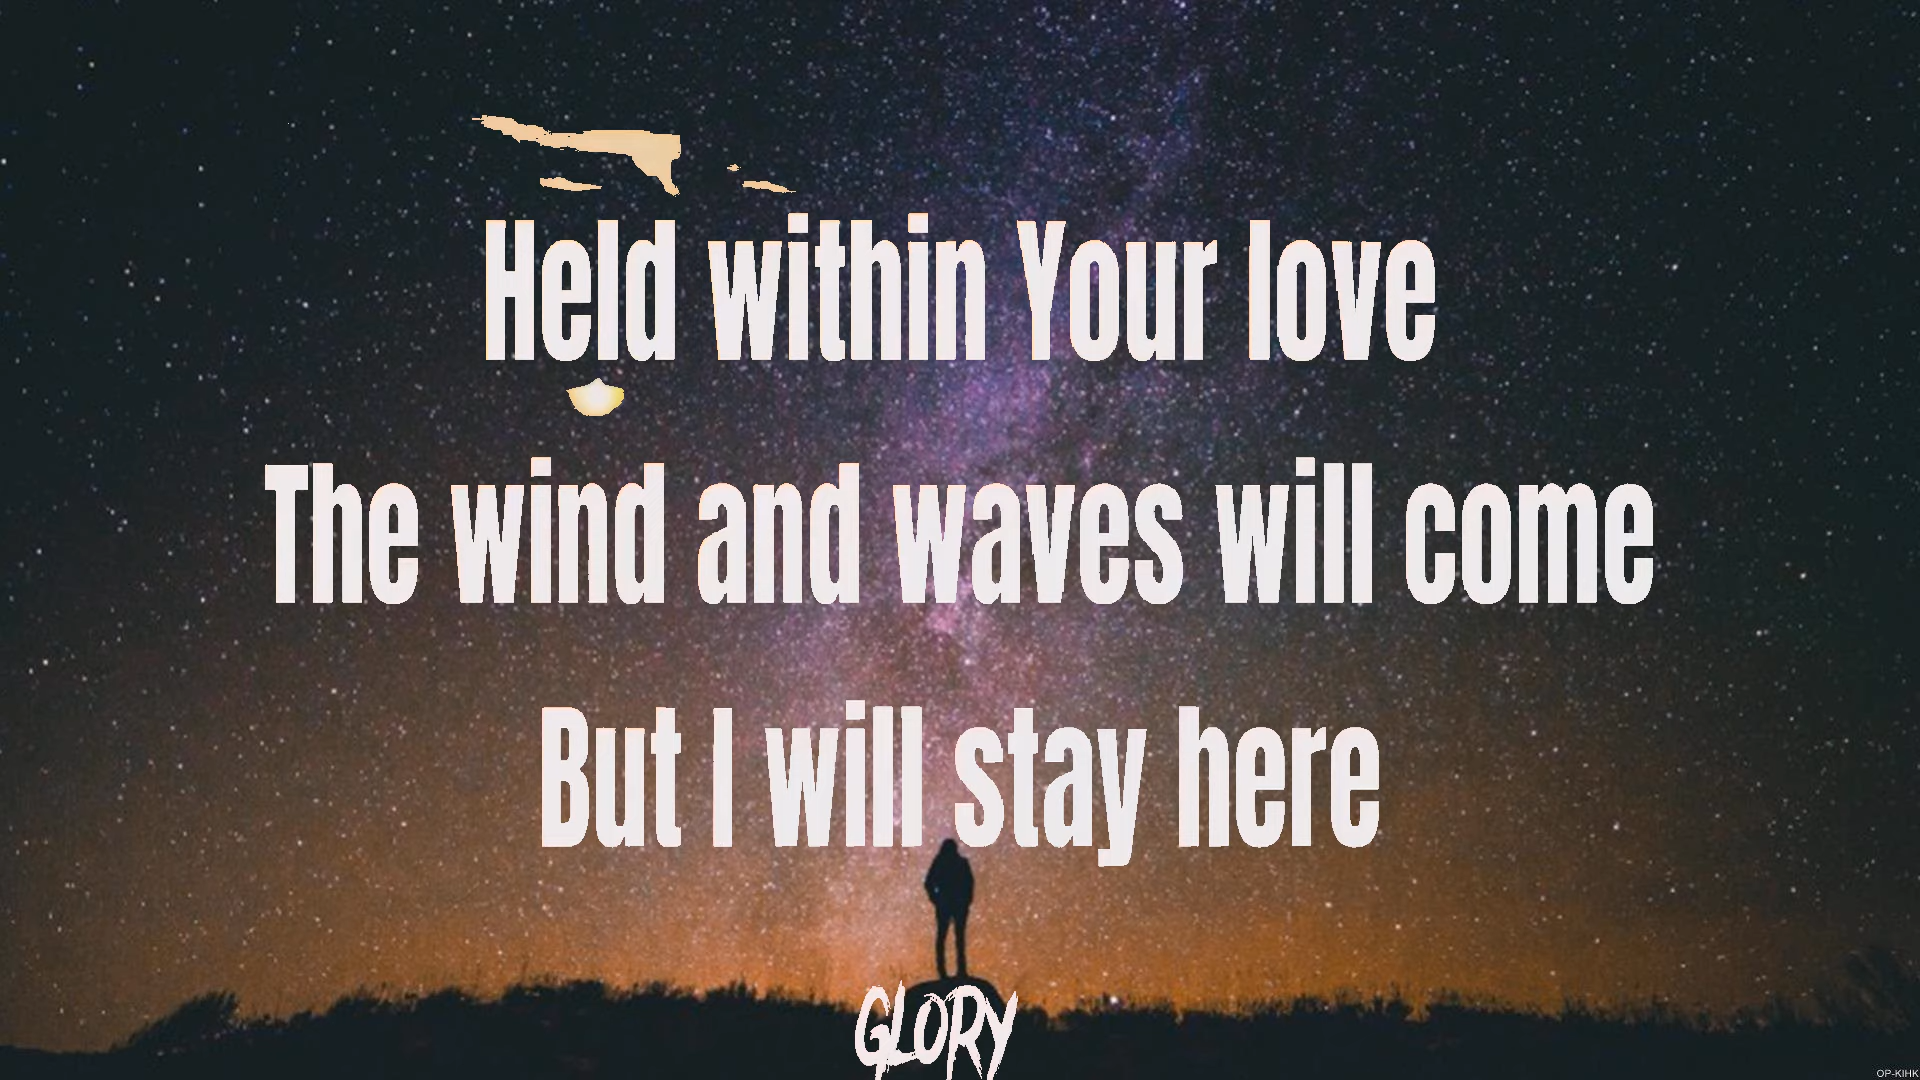 Held within Your love
The wind and waves will come
But I will stay here
GLORY
OP-KIHK